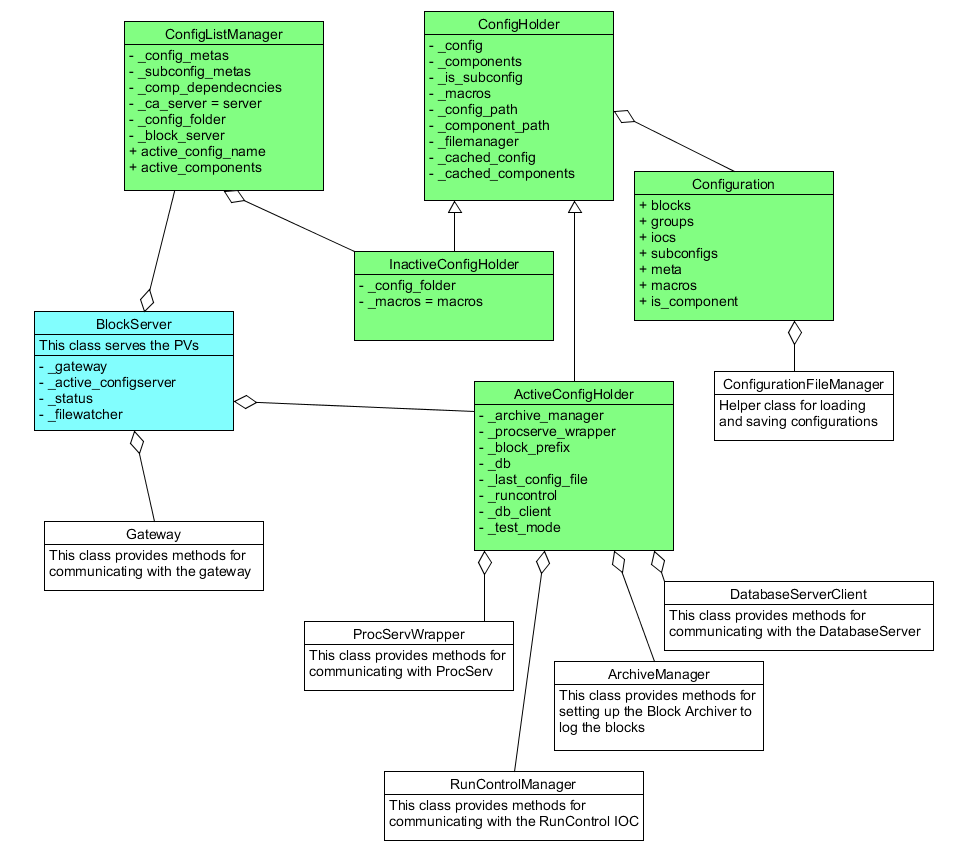 ConfigListManager
- _config_metas
- _subconfig_metas
- _comp_dependecncies
- _ca_server = server
- _config_folder
- _block_server
+ active_config_name
+ active_components
ConfigHolder
- _config
- _components
- _is_subconfig
- _macros
- _config_path
- _component_path
- _filemanager
- _cached_config
- _cached_components
Configuration
+ blocks
+ groups
+ iocs
+ subconfigs
+ meta
+ macros
+ is_component
InactiveConfigHolder
- _config_folder
- _macros = macros
BlockServer
This class serves the PVs
- _gateway
- _active_configserver
- _status
- _filewatcher
ConfigurationFileManager
Helper class for loading
and saving configurations
ActiveConfigHolder
- _archive_manager
- _procserve_wrapper
- _block_prefix
- _db
- _last_config_file
- _runcontrol
- _db_client
- _test_mode
Gateway
This class provides methods for
communicating with the gateway
DatabaseServerClient
This class provides methods for
communicating with the DatabaseServer
ProcServWrapper
This class provides methods for
communicating with ProcServ
ArchiveManager
This class provides methods for
setting up the Block Archiver to
log the blocks
RunControlManager
This class provides methods for
communicating with the RunControl IOC